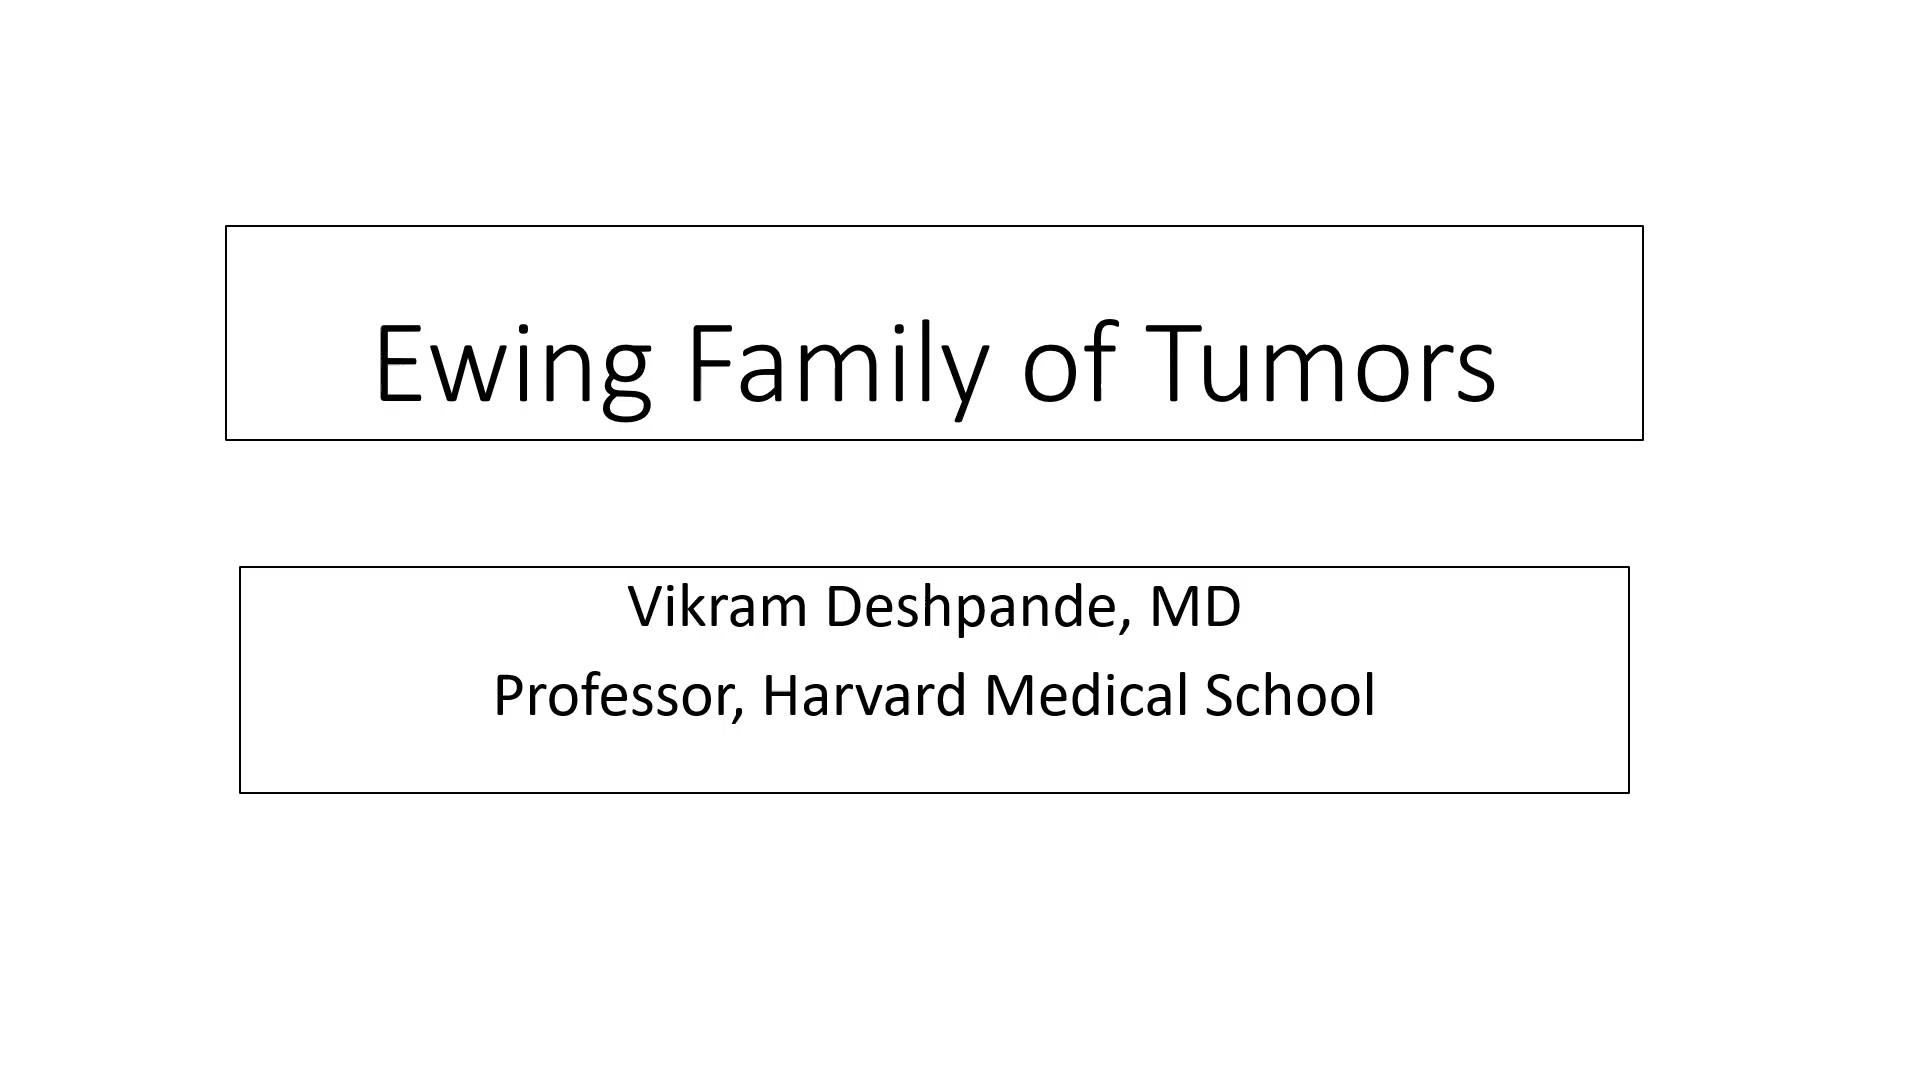 Ewing Family of Tumors
Vikram Deshpande, MD
Professor, Harvard Medical School